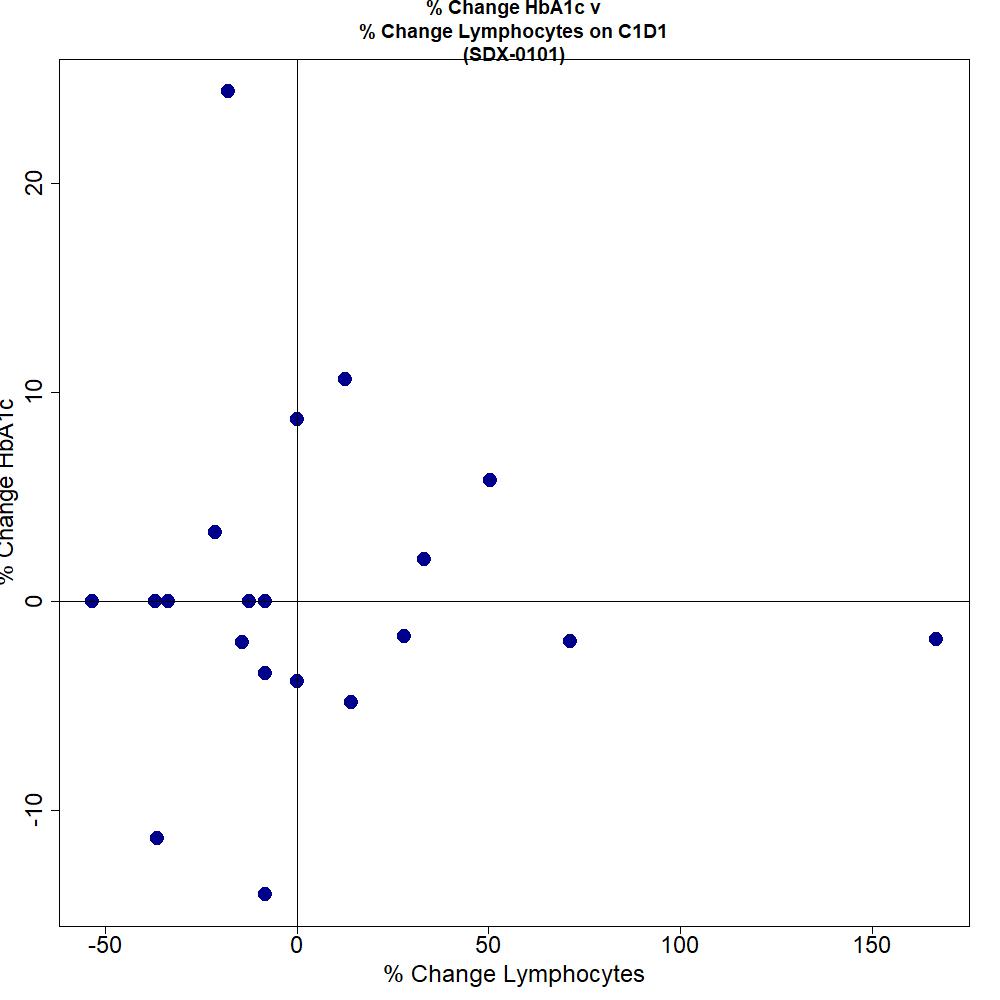 % Change HbA1c v
% Change Lymphocytes on C1D1
(SDX-0101)
20
10
0
-10
% Change HbA1c
-50
0
50
100
150
% Change Lymphocytes